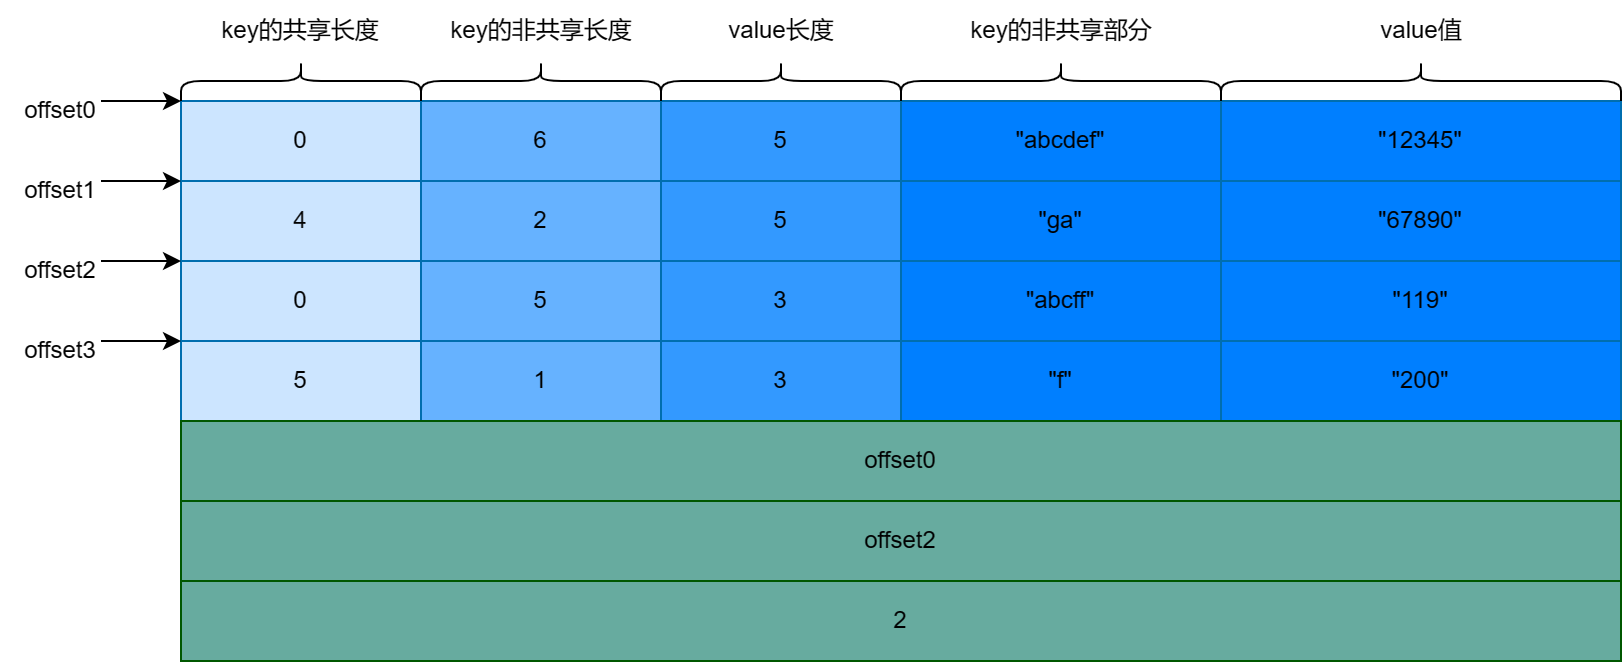 key的共享长度 key的非共享长度 value长度 key的非共享部分 value值
offset0
0 6 5 "abcdef" "12345"
offset1
4 2 5 "ga" "67890"
offset2
0 5 3 "abcff" "119"
offset3
5 1 3 "f" "200"
offset0
offset2
2